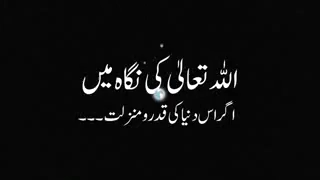 اللہ تعالیٰ کی نگاہ میں
اگر اس دنیا کی قدر و منزلت ۔۔۔